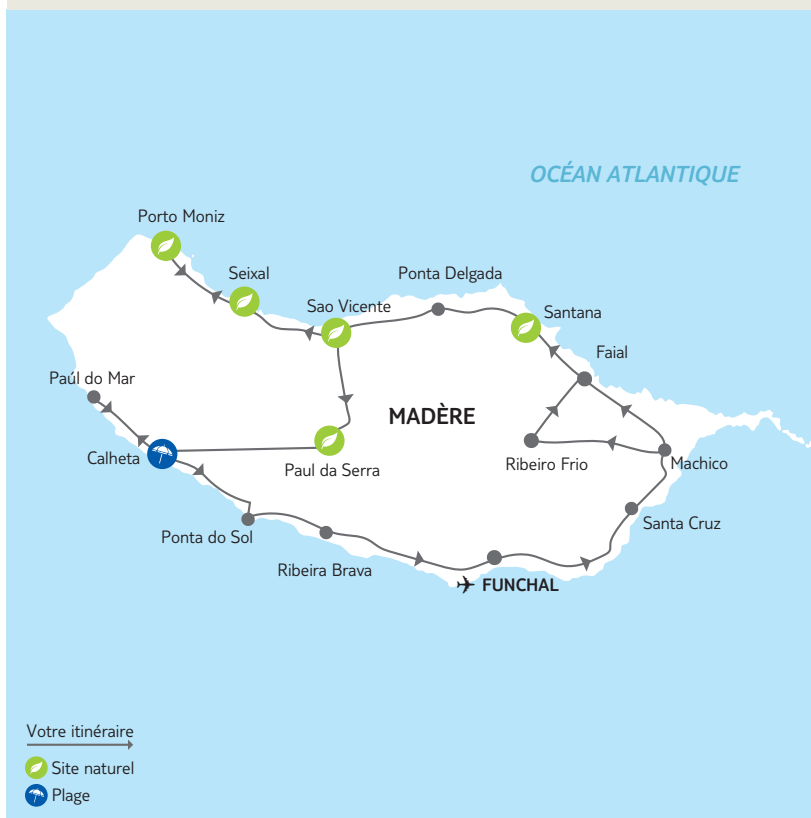 OCÉAN ATLANTIQUE
Porto Moniz
Seixal
Ponta Delgada
Sao Vicente
Santana
Faial
Paúl do Mar
MADÈRE
Calheta
Paul da Serra
Ribeiro Frio
Machico
Santa Cruz
Ponta do Sol
Ribeira Brava
FUNCHAL
Votre itinéraire
Site naturel
Plage